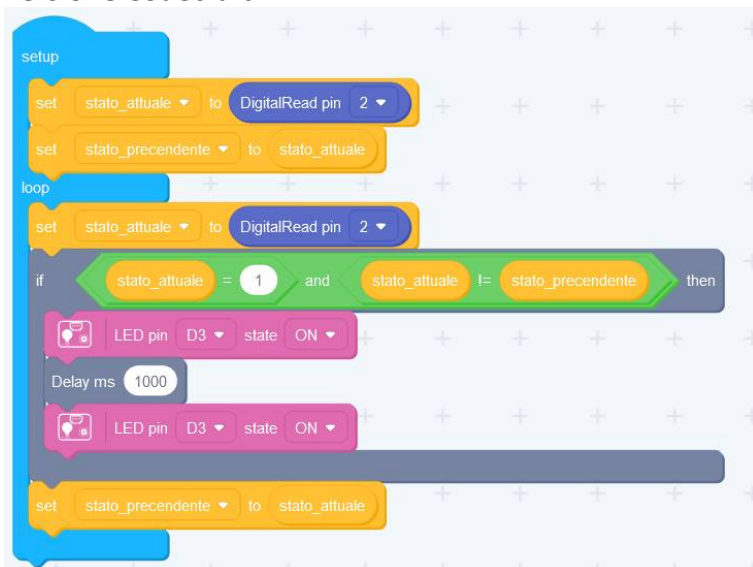 setup
set stato_attuale to DigitalRead pin 2
set stato_precendente to stato_attuale
loop
set stato_attuale to DigitalRead pin 2
if stato_attuale = 1 and stato_attuale != stato_precendente then
LED pin D3 state ON
Delay ms 1000
LED pin D3 state ON
set stato_precendente to stato_attuale